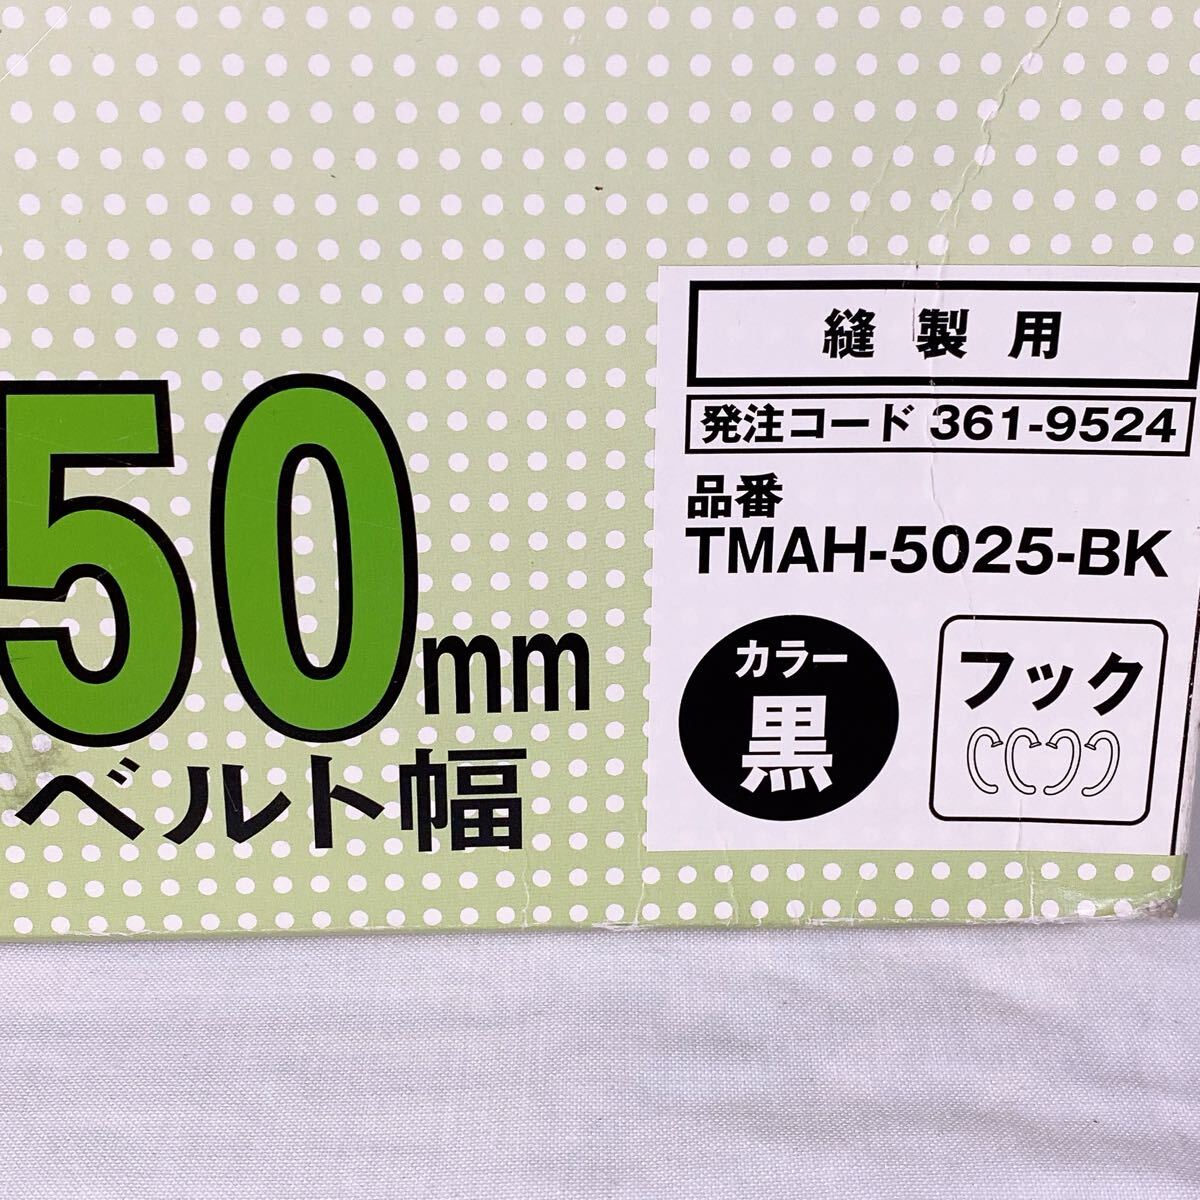 50mm
ベルト幅
縫製用
発注コード 361-9524
品番
TMAH-5025-BK
カラー
黒
フック